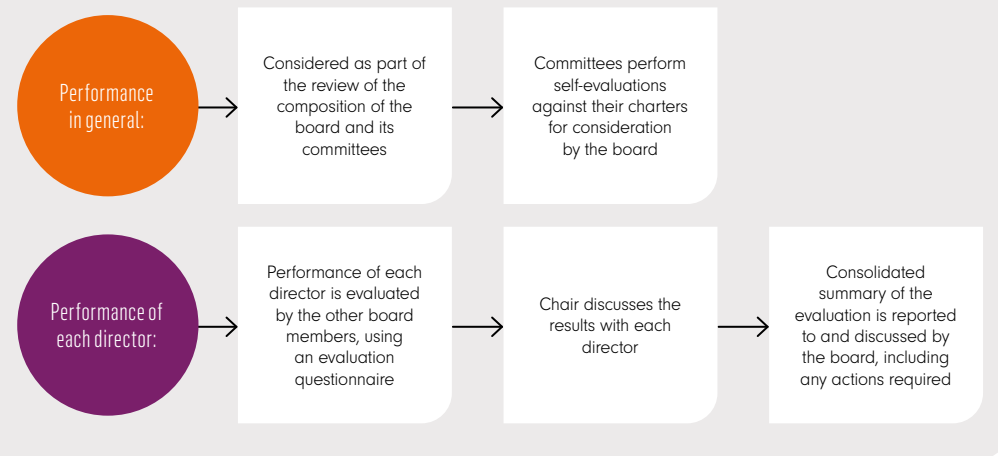 Performance
in general:
Considered as part of
the review of the
composition of the
board and its
committees
Committees perform
self-evaluations
against their charters
for consideration
by the board
Performance of
each director:
Performance of each
director is evaluated
by the other board
members, using
an evaluation
questionnaire
Chair discusses the
results with each
director
Consolidated
summary of the
evaluation is reported
to and discussed by
the board, including
any actions required